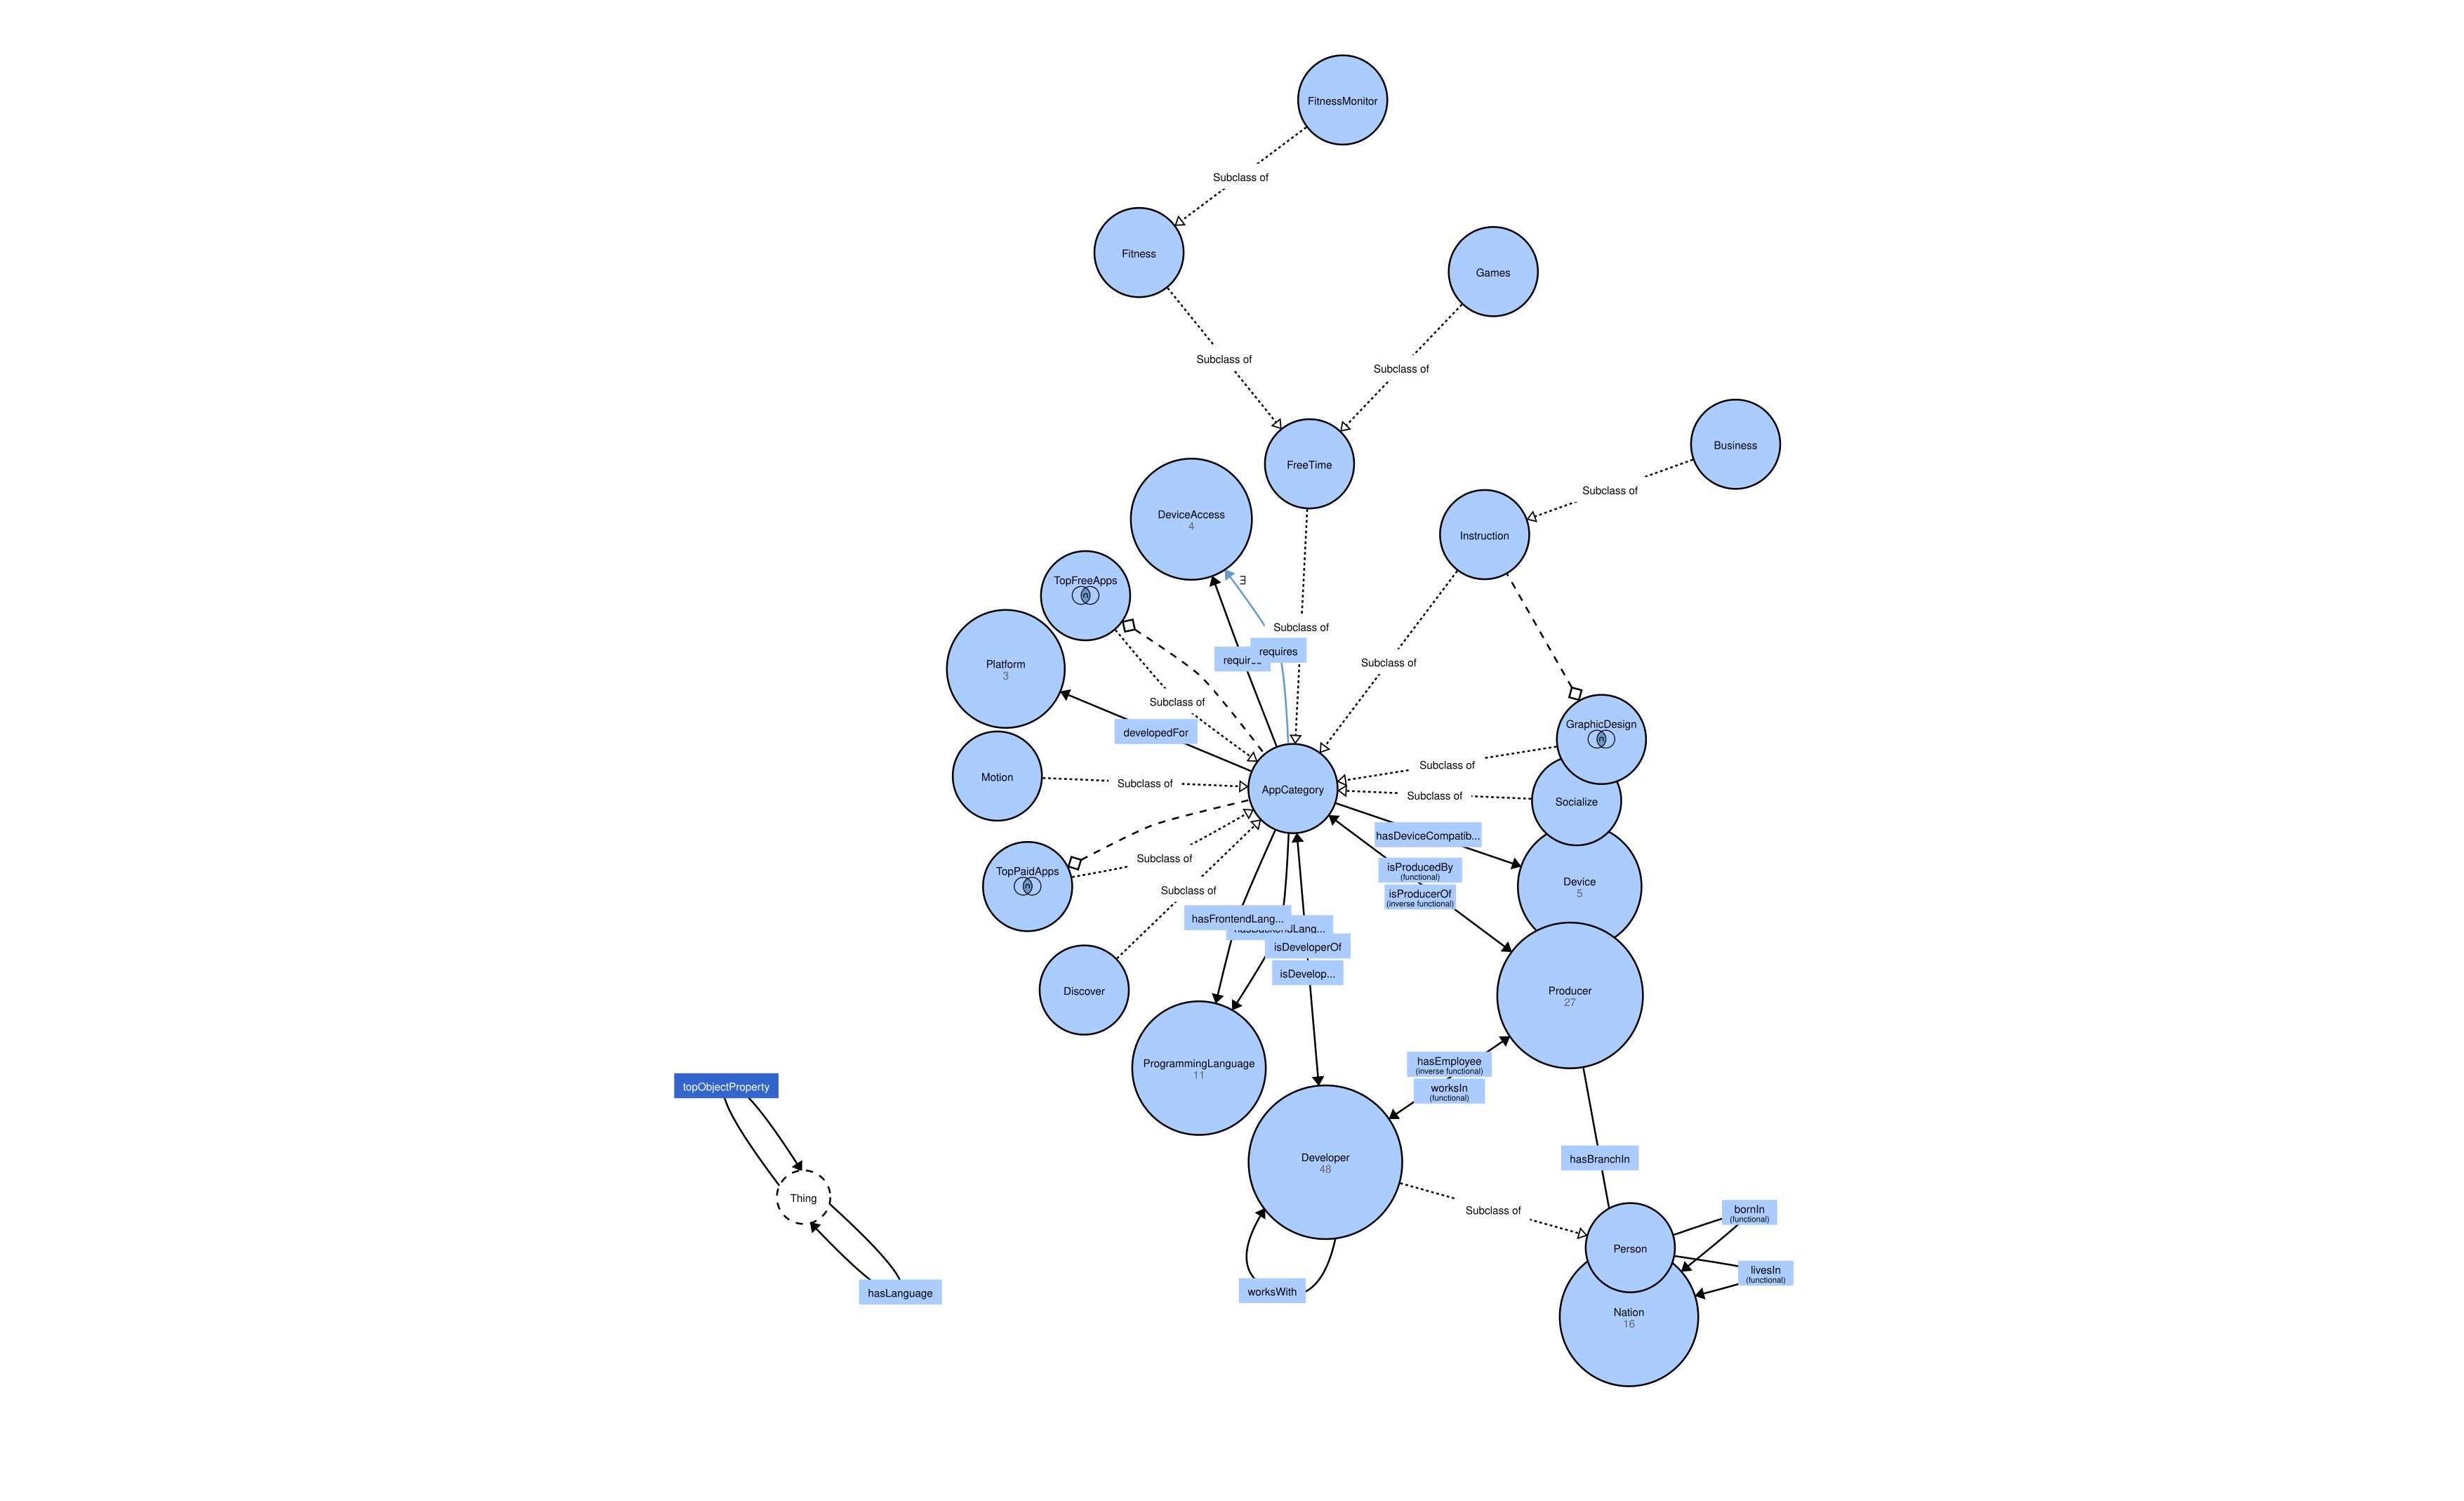 FitnessMonitor
Subclass of
Fitness
Games
Subclass of
Subclass of
Business
FreeTime
Subclass of
DeviceAccess
4
Instruction
TopFreeApps
∃
Subclass of
requires
Subclass of
Platform
3
Subclass of
GraphicDesign
developedFor
Subclass of
Motion
Subclass of
AppCategory
Subclass of
Socialize
hasDeviceCompatib...
Subclass of
isProducedBy
(functional)
TopPaidApps
Device
5
Subclass of
isProducerOf
(inverse functional)
hasFrontendLang...
isDeveloperOf
isDevelop...
Discover
Producer
27
ProgrammingLanguage
11
hasEmployee
(inverse functional)
worksIn
(functional)
topObjectProperty
Developer
48
hasBranchIn
Thing
Subclass of
bornIn
(functional)
Person
livesIn
(functional)
hasLanguage
worksWith
Nation
16